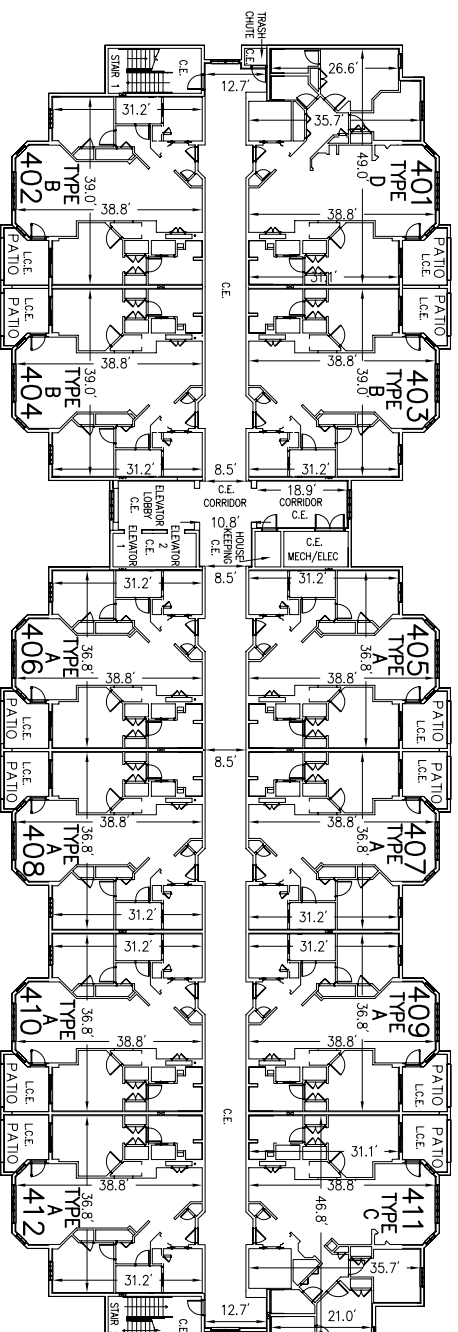 TRASH
CHUTE
C.E.
STAIR 1
C.E.
12.7'
26.6'
35.7'
31.2'
39.0'
49.0'
402
TYPE
B
38.8'
401
TYPE
D
38.8'
PATIO
L.C.E.
31.1'
L.C.E.
PATIO
C.E.
PATIO
L.C.E.
L.C.E.
PATIO
38.8'
38.8'
39.0'
39.0'
404
TYPE
B
403
TYPE
B
31.2'
31.2'
8.5'
C.E.
CORRIDOR
18.9'
CORRIDOR
C.E.
ELEVATOR
LOBBY
C.E.
10.8'
ELEVATOR
1
C.E.
ELEVATOR
2
HOUSE
KEEPING
C.E.
C.E.
MECH/ELEC
8.5'
31.2'
31.2'
406
TYPE
A
36.8'
38.8'
405
TYPE
A
36.8'
38.8'
PATIO
L.C.E.
L.C.E.
PATIO
8.5'
PATIO
L.C.E.
L.C.E.
PATIO
38.8'
38.8'
36.8'
36.8'
408
TYPE
A
407
TYPE
A
31.2'
31.2'
31.2'
31.2'
410
TYPE
A
36.8'
38.8'
409
TYPE
A
36.8'
38.8'
PATIO
L.C.E.
L.C.E.
PATIO
C.E.
PATIO
L.C.E.
L.C.E.
PATIO
31.1'
38.8'
38.8'
36.8'
46.8'
412
TYPE
A
411
TYPE
C
31.2'
35.7'
12.7'
21.0'
STAIR
C.E.